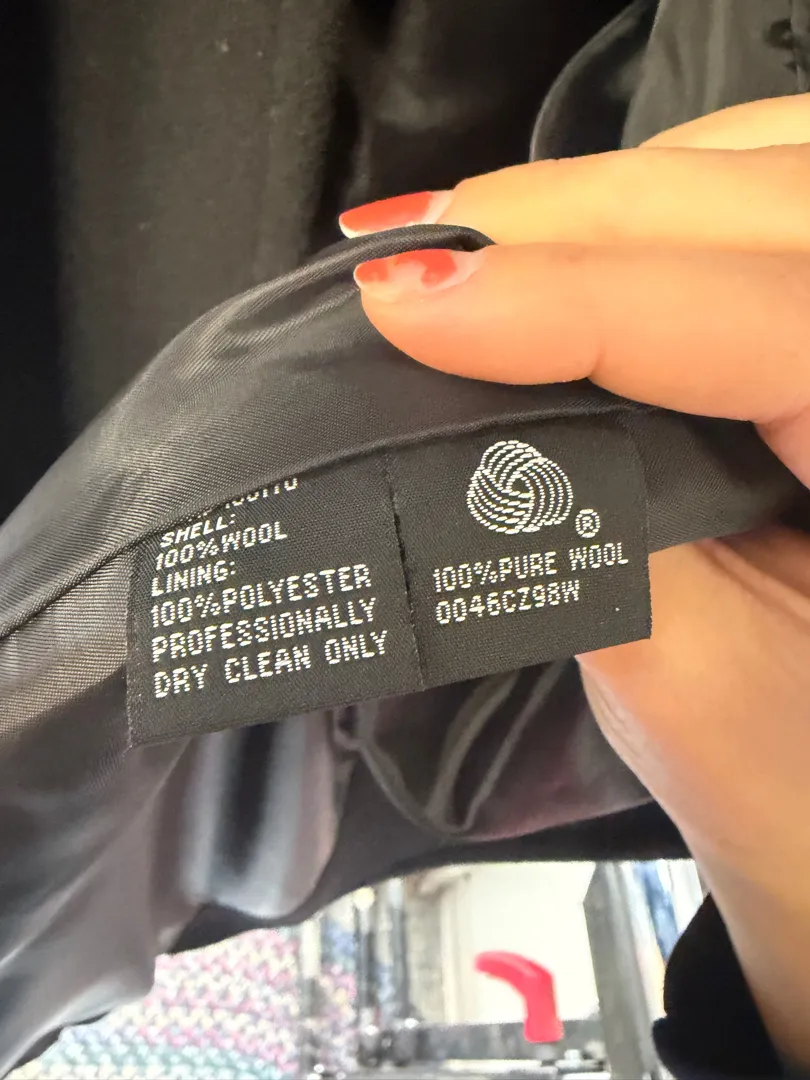 SHELL:
100%WOOL
LINING:
100%POLYESTER
PROFESSIONALLY
DRY CLEAN ONLY
®
100%PURE WOOL
0046CZ98W